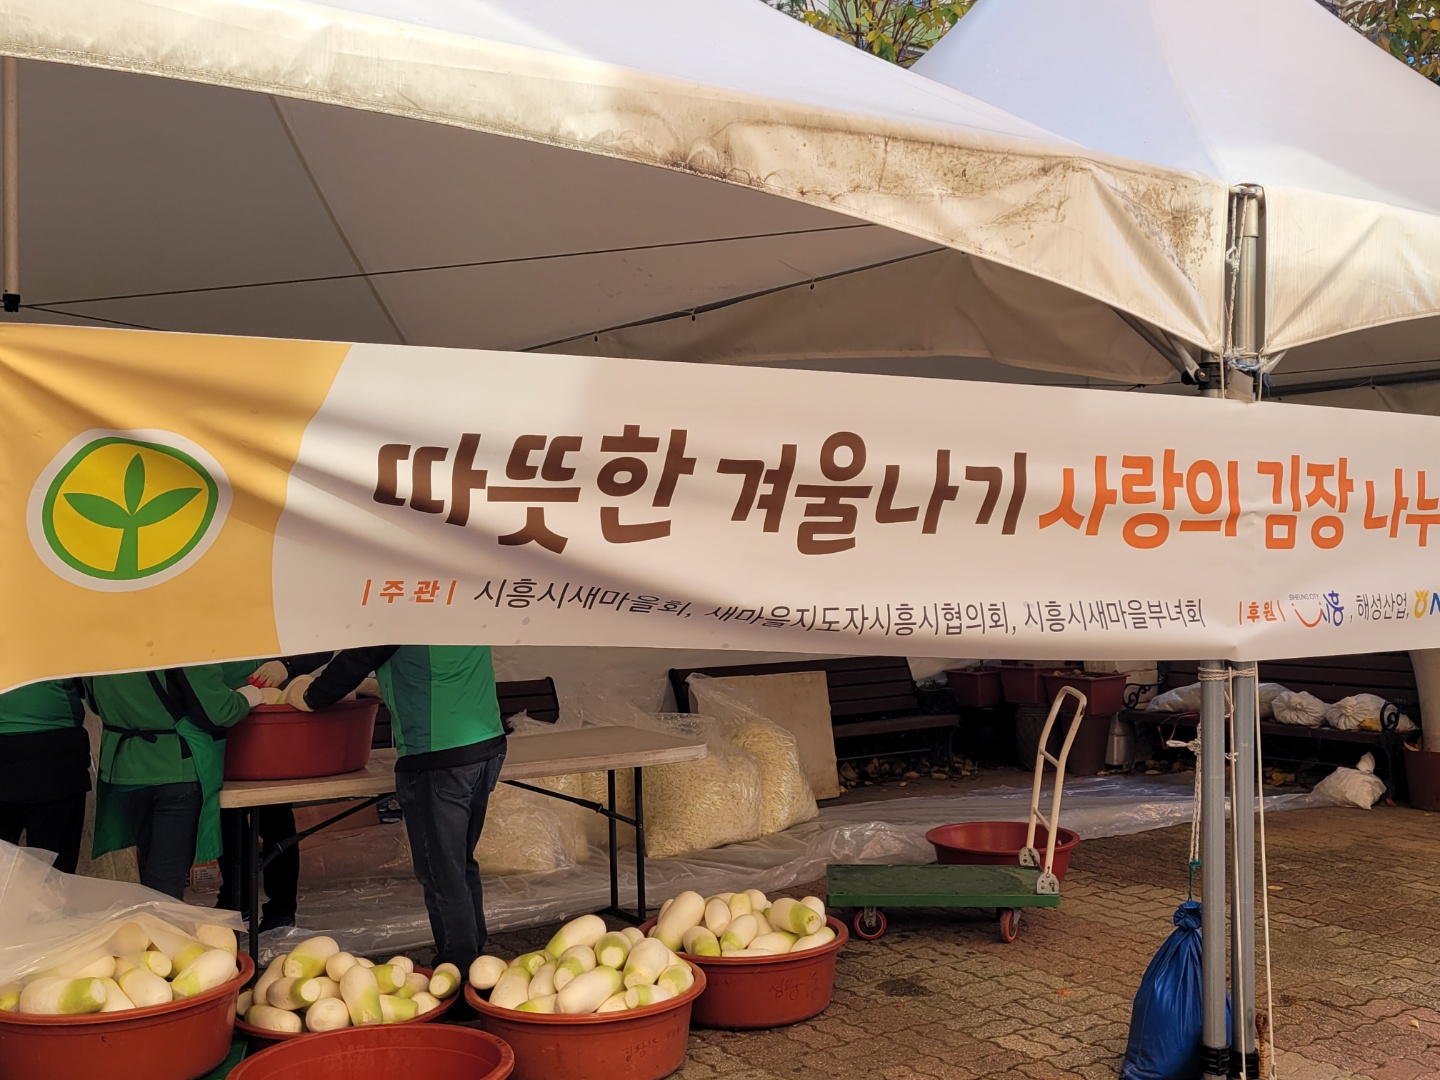 따뜻한 겨울나기 사랑의 김장 나누
|주관| 시흥시새마을회, 새마을지도자시흥시협의회, 시흥시새마을부녀회 |후원| SIHEUNG CITY 시흥, 해성산업,